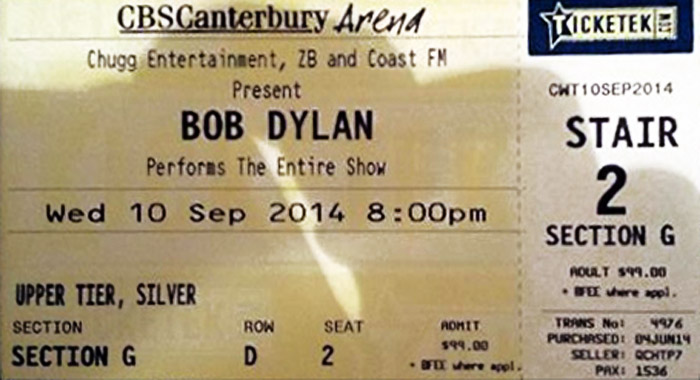 CBSCanterbury Arena
Chugg Entertainment, ZB and Coast FM
Present
BOB DYLAN
Performs The Entire Show
Wed 10 Sep 2014 8:00pm
UPPER TIER, SILVER
SECTION ROW SEAT ADMIT
SECTION G D 2 $99.00
+ BFEE where appl.
TICKETEK
CWT10SEP2014
STAIR
2
SECTION G
ADULT $99.00
+ BFEE where appl.
TRANS No: 4976
PURCHASED: 04JUN14
SELLER: QCHTP7
PAX: 1536